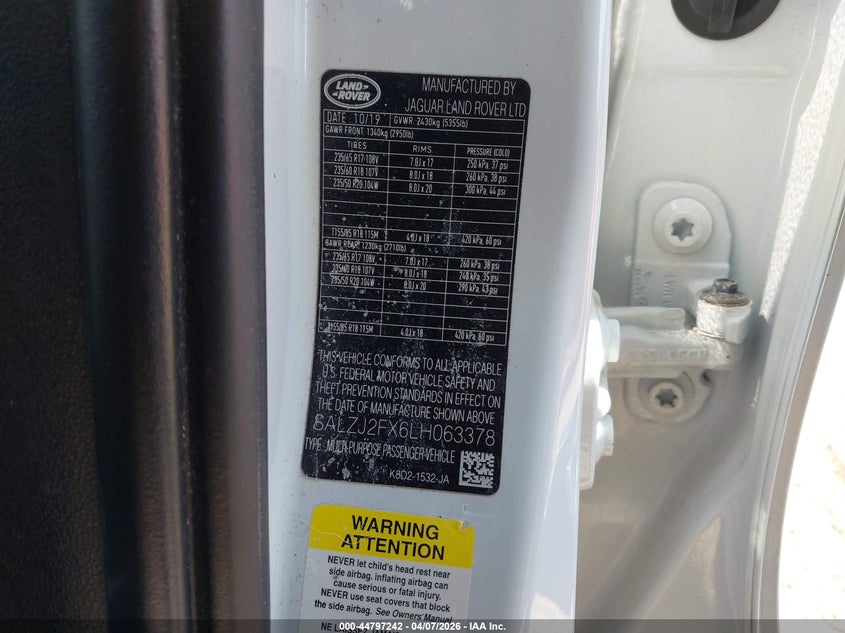 LAND
ROVER
MANUFACTURED BY
JAGUAR LAND ROVER LTD
DATE 10/19 GVWR: 2430kg (5355lb)
GAWR FRONT: 1340kg (2950lb)
TIRES RIMS PRESSURE (COLD)
235/65 R17 108V 7.0J x 17 250 kPa, 37 psi
235/60 R18 107V 8.0J x 18 260 kPa, 38 psi
235/50 R20 104W 8.0J x 20 300 kPa, 44 psi
T155/85 R18 115M 4.0J x 18 420 kPa, 60 psi
GAWR REAR: 1230kg (2710lb)
235/65 R17 108V 7.0J x 17 260 kPa, 38 psi
235/60 R18 107V 8.0J x 18 240 kPa, 35 psi
235/50 R20 104W 8.0J x 20 290 kPa, 43 psi
T155/85 R18 115M 4.0J x 18 420 kPa, 60 psi
THIS VEHICLE CONFORMS TO ALL APPLICABLE
U.S. FEDERAL MOTOR VEHICLE SAFETY AND
THEFT PREVENTION STANDARDS IN EFFECT ON
THE DATE OF MANUFACTURE SHOWN ABOVE
SALZJ2FX6LH063378
TYPE: MULTI-PURPOSE PASSENGER VEHICLE
K8D2-1532-JA
WARNING
ATTENTION
NEVER let child's head rest near
side airbag. inflating airbag can
cause serious or fatal injury.
NEVER use seat covers that block
the side airbag. See Owners Manual
000-44797242 - 04/07/2026 - IAA Inc.